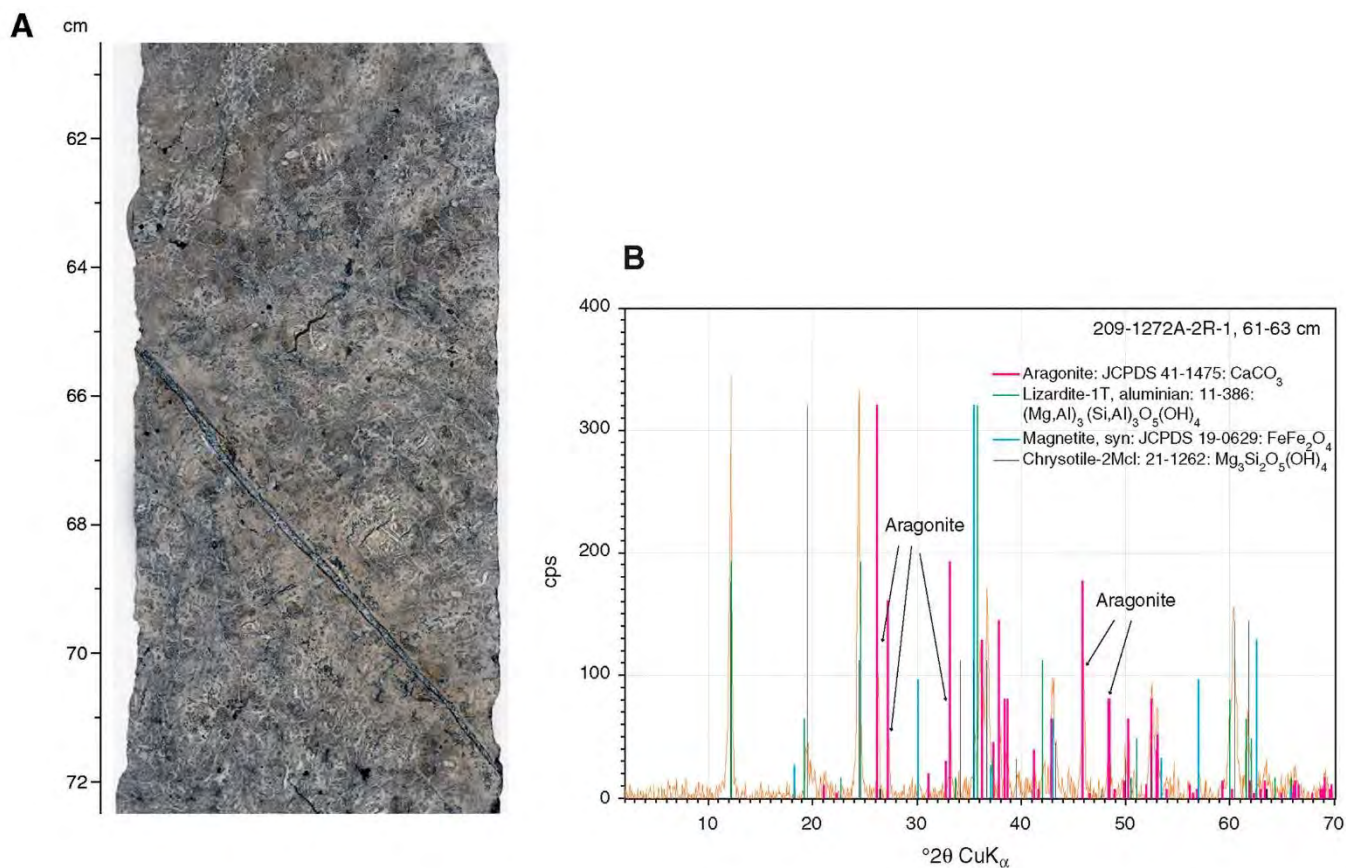 A
cm
62
64
66
68
70
72
B
400
300
200
100
0
cps
209-1272A-2R-1, 61-63 cm
Aragonite: JCPDS 41-1475: CaCO₃
Lizardite-1T, aluminian: 11-386:
(Mg,Al)₃ (Si,Al)₃O₅(OH)₄
Magnetite, syn: JCPDS 19-0629: FeFe₂O₄
Chrysotile-2Mcl: 21-1262: Mg₃Si₂O₅(OH)₄
Aragonite
Aragonite
10 20 30 40 50 60 70
°2θ CuKα